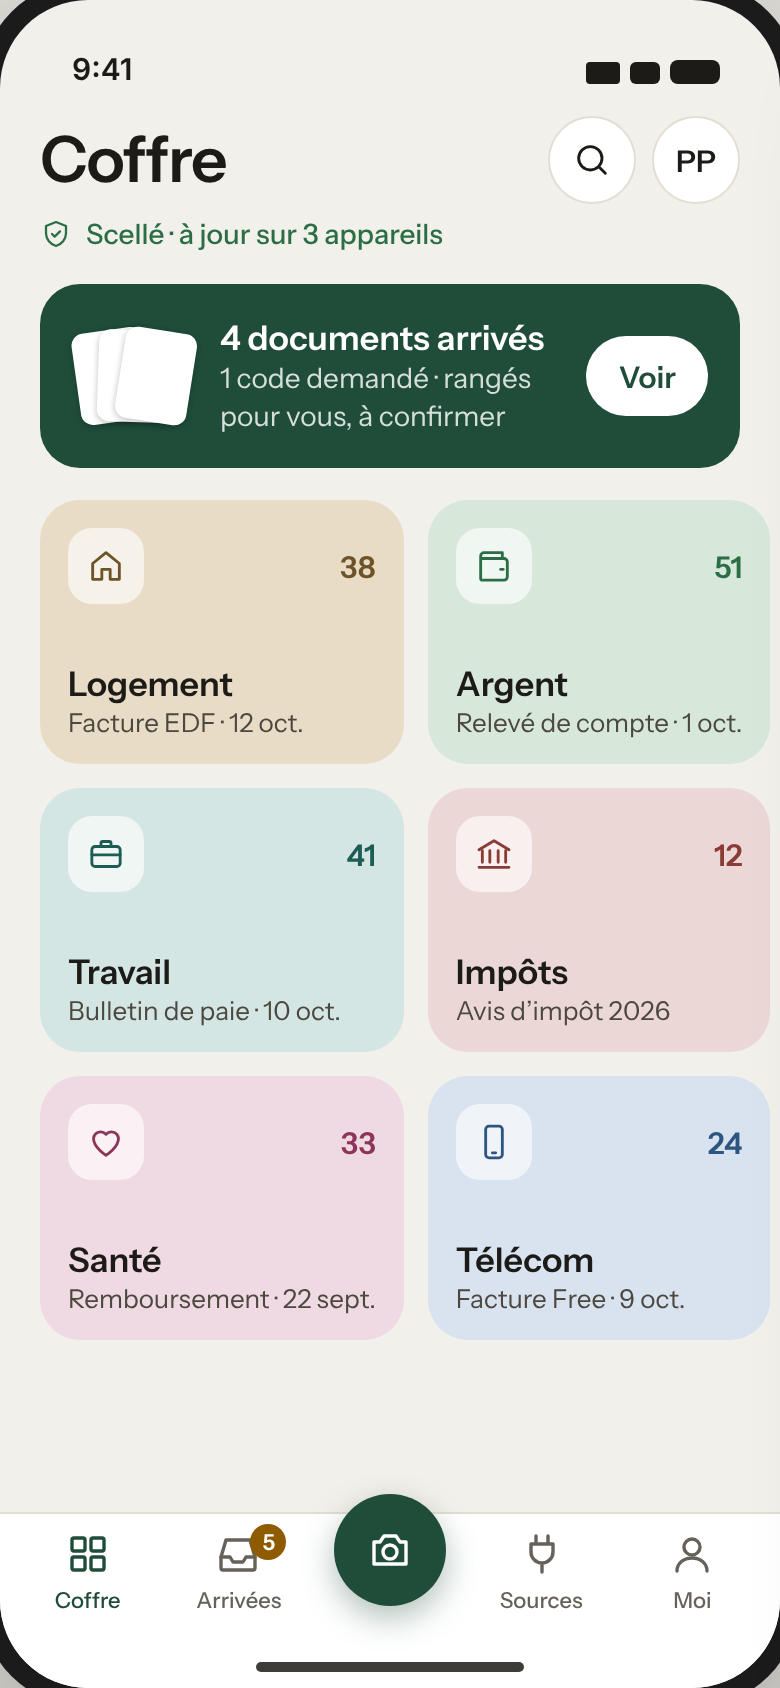 9:41
Coffre
PP
Scellé · à jour sur 3 appareils
4 documents arrivés
1 code demandé · rangés
pour vous, à confirmer
Voir
38
Logement
Facture EDF · 12 oct.
51
Argent
Relevé de compte · 1 oct.
41
Travail
Bulletin de paie · 10 oct.
12
Impôts
Avis d’impôt 2026
33
Santé
Remboursement · 22 sept.
24
Télécom
Facture Free · 9 oct.
5
Coffre
Arrivées
Sources
Moi